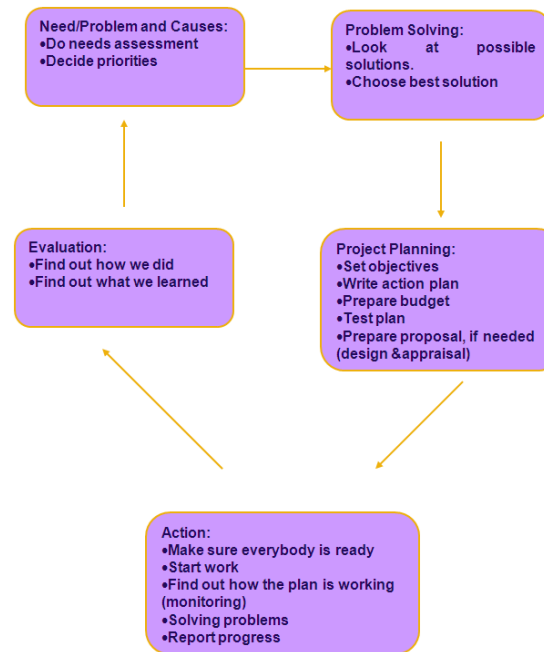 Need/Problem and Causes:
•Do needs assessment
•Decide priorities
Problem Solving:
•Look at possible
solutions.
•Choose best solution
Evaluation:
•Find out how we did
•Find out what we learned
Project Planning:
•Set objectives
•Write action plan
•Prepare budget
•Test plan
•Prepare proposal, if needed
(design &appraisal)
Action:
•Make sure everybody is ready
•Start work
•Find out how the plan is working
(monitoring)
•Solving problems
•Report progress